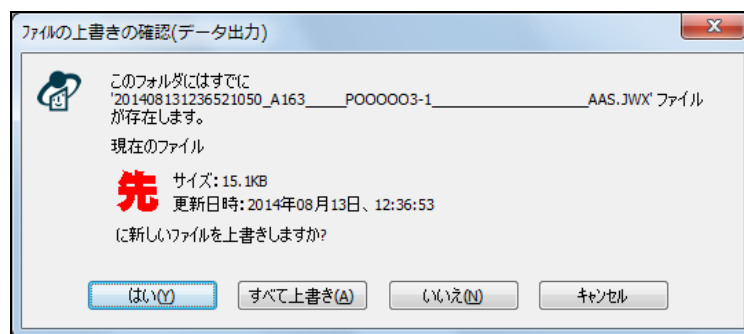 ﾌｧｲﾙの上書きの確認(データ出力)
このフォルダにはすでに
'201408131236521050_A163_____POOOOO3-1__________________AAS.JWX' ファイル
が存在します。
現在のファイル
先
サイズ:15.1KB
更新日時:2014年08月13日、12:36:53
に新しいファイルを上書きしますか?
はい(Y) すべて上書き(A) いいえ(N) キャンセル